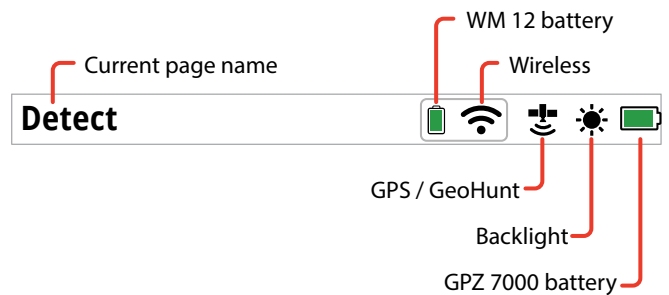 WM 12 battery
Current page name
Wireless
Detect
GPS / GeoHunt
Backlight
GPZ 7000 battery